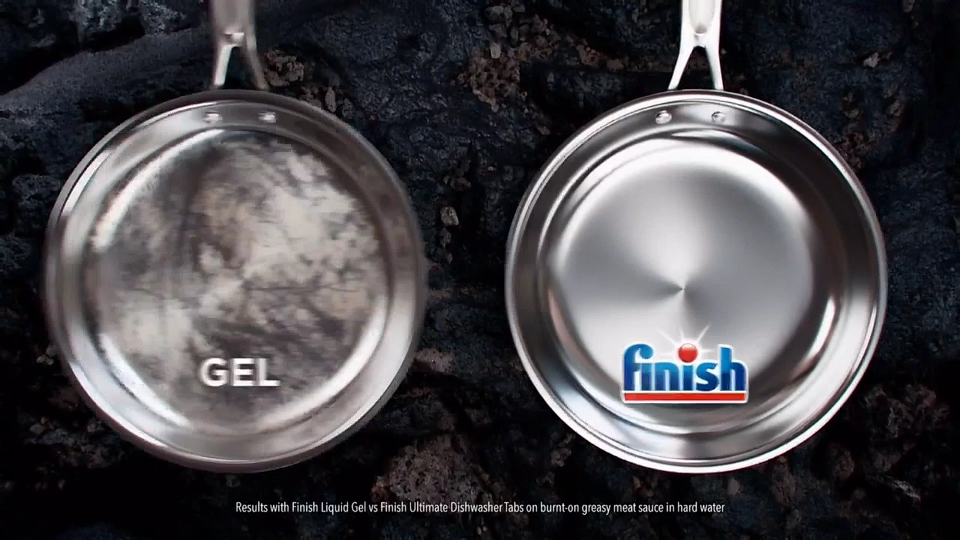 GEL
finish
Results with Finish Liquid Gel vs Finish Ultimate Dishwasher Tabs on burnt-on greasy meat sauce in hard water